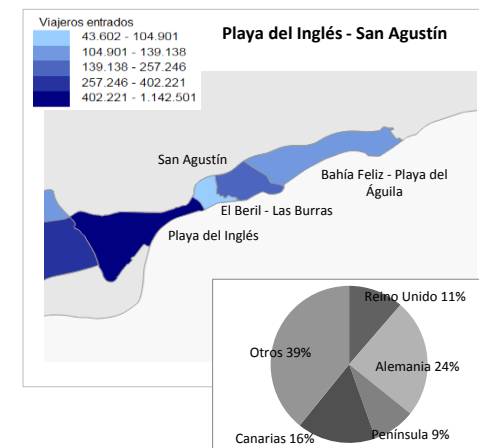 Viajeros entrados
43.602 - 104.901
104.901 - 139.138
139.138 - 257.246
257.246 - 402.221
402.221 - 1.142.501
Playa del Inglés - San Agustín
San Agustín
Bahía Feliz - Playa del
Águila
El Beril - Las Burras
Playa del Inglés
Reino Unido 11%
Otros 39%
Alemania 24%
Península 9%
Canarias 16%